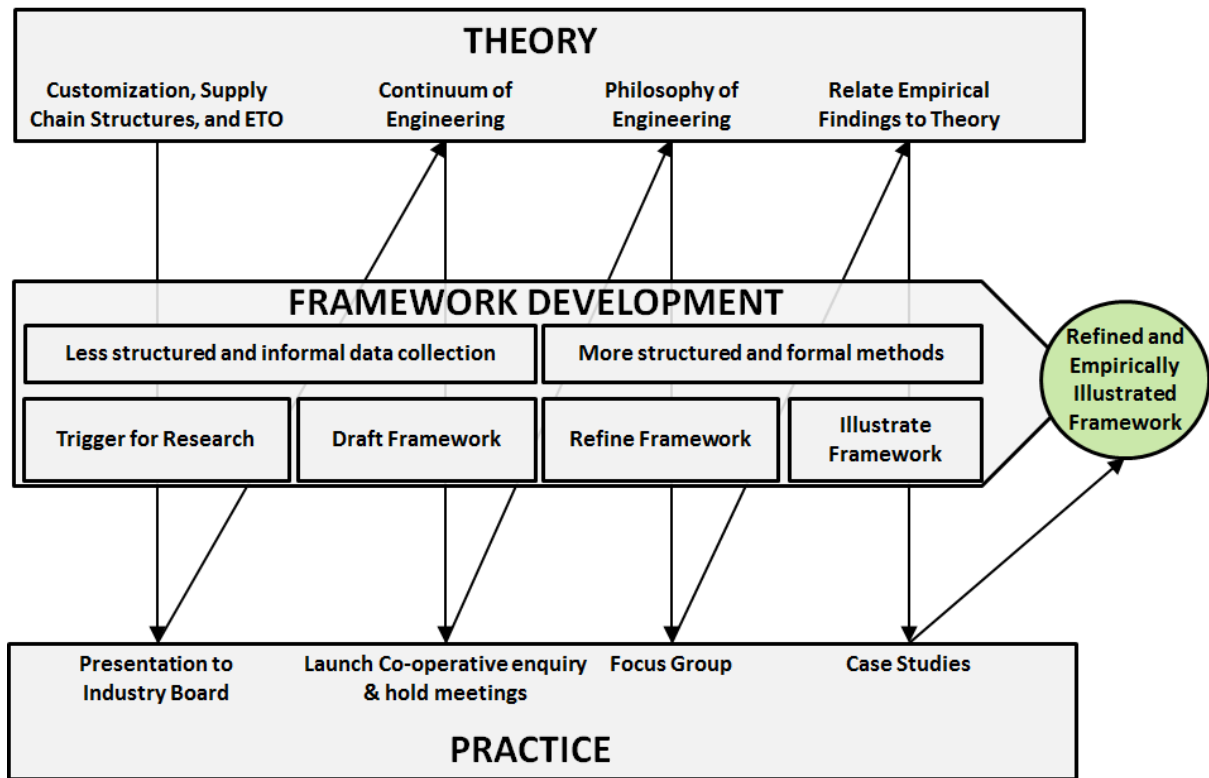 THEORY
Customization, Supply
Chain Structures, and ETO
Continuum of
Engineering
Philosophy of
Engineering
Relate Empirical
Findings to Theory
FRAMEWORK DEVELOPMENT
Less structured and informal data collection
More structured and formal methods
Trigger for Research
Draft Framework
Refine Framework
Illustrate
Framework
Refined and
Empirically
Illustrated
Framework
Presentation to
Industry Board
Launch Co-operative enquiry
& hold meetings
Focus Group
Case Studies
PRACTICE